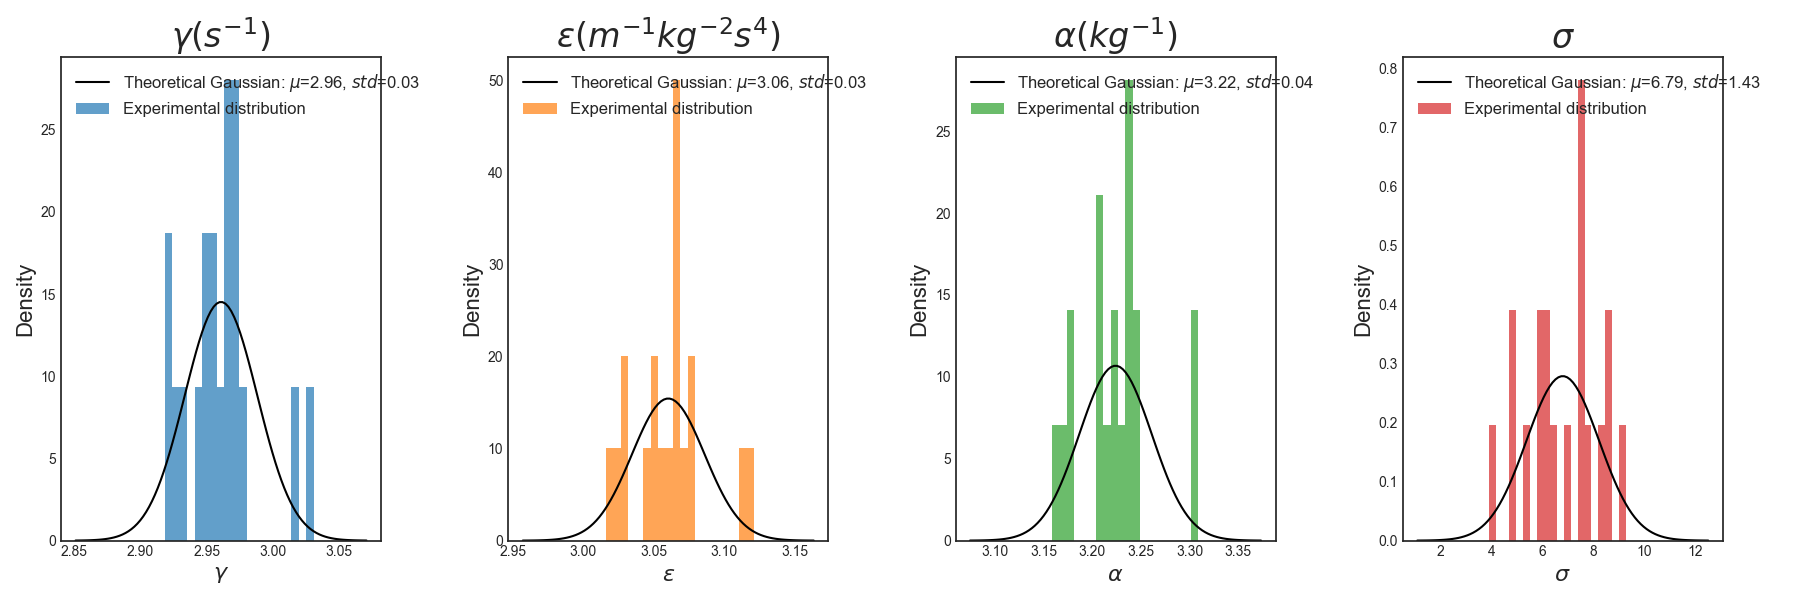 γ(s⁻¹)
Theoretical Gaussian: μ=2.96, std=0.03
Experimental distribution
Density
25
20
15
10
5
0
2.85 2.90 2.95 3.00 3.05
γ
ε(m⁻¹kg⁻²s⁴)
Theoretical Gaussian: μ=3.06, std=0.03
Experimental distribution
Density
50
40
30
20
10
0
2.95 3.00 3.05 3.10 3.15
ε
α(kg⁻¹)
Theoretical Gaussian: μ=3.22, std=0.04
Experimental distribution
Density
25
20
15
10
5
0
3.10 3.15 3.20 3.25 3.30 3.35
α
σ
Theoretical Gaussian: μ=6.79, std=1.43
Experimental distribution
Density
0.8
0.7
0.6
0.5
0.4
0.3
0.2
0.1
0.0
2 4 6 8 10 12
σ